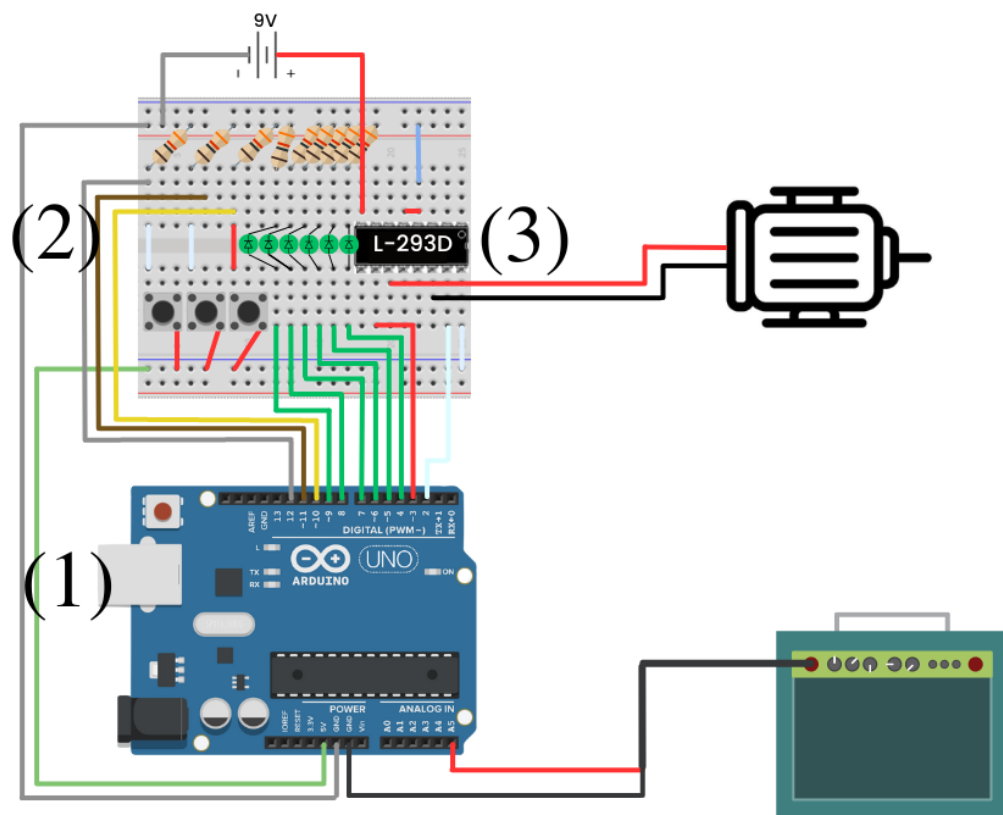 9V
- +
20 25
(2)
L-293D
(3)
AREF
GND
13
12
~11
~10
~9
8
7
~6
~5
4
~3
2
TX→1
RX←0
DIGITAL (PWM~)
L
TX
RX
UNO
ARDUINO
ON
(1)
POWER
ANALOG IN
IOREF
RESET
3.3V
5V
GND
GND
Vin
A0
A1
A2
A3
A4
A5